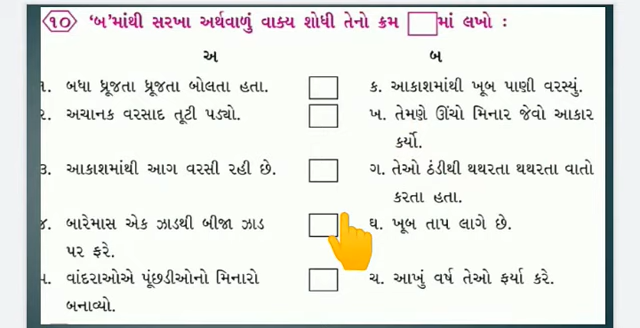 ૧૦ 'બ'માંથી સરખા અર્થવાળું વાક્ય શોધી તેનો ક્રમ માં લખો :
અ બ
૧. બધા ધ્રૂજતા ધ્રૂજતા બોલતા હતા. ક. આકાશમાંથી ખૂબ પાણી વરસ્યું.
૨. અચાનક વરસાદ તૂટી પડ્યો. ખ. તેમણે ઊંચો મિનાર જેવો આકાર
કર્યો.
૩. આકાશમાંથી આગ વરસી રહી છે. ગ. તેઓ ઠંડીથી થથરતા થથરતા વાતો
કરતા હતા.
૪. બારેમાસ એક ઝાડથી બીજા ઝાડ ઘ. ખૂબ તાપ લાગે છે.
પર ફરે.
૫. વાંદરાઓએ પૂંછડીઓનો મિનારો ચ. આખું વર્ષ તેઓ ફર્યા કરે.
બનાવ્યો.